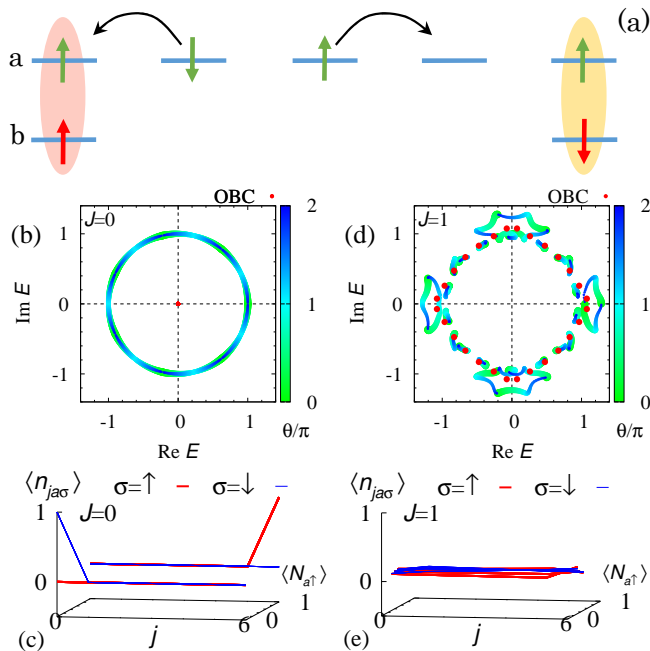 (a)
a
b
OBC
(b) J=0
Im E
1
0
-1
-1 0 1
Re E
2
1
0
θ/π
OBC
(d) J=1
Im E
1
0
-1
-1 0 1
Re E
2
1
0
θ/π
⟨n_{jaσ}⟩ σ=↑ σ=↓
1
J=0
0
⟨N_{a↑}⟩
1
0 6 0
(c) j
⟨n_{jaσ}⟩ σ=↑ σ=↓
1
J=1
0
⟨N_{a↑}⟩
1
0 6 0
(e) j